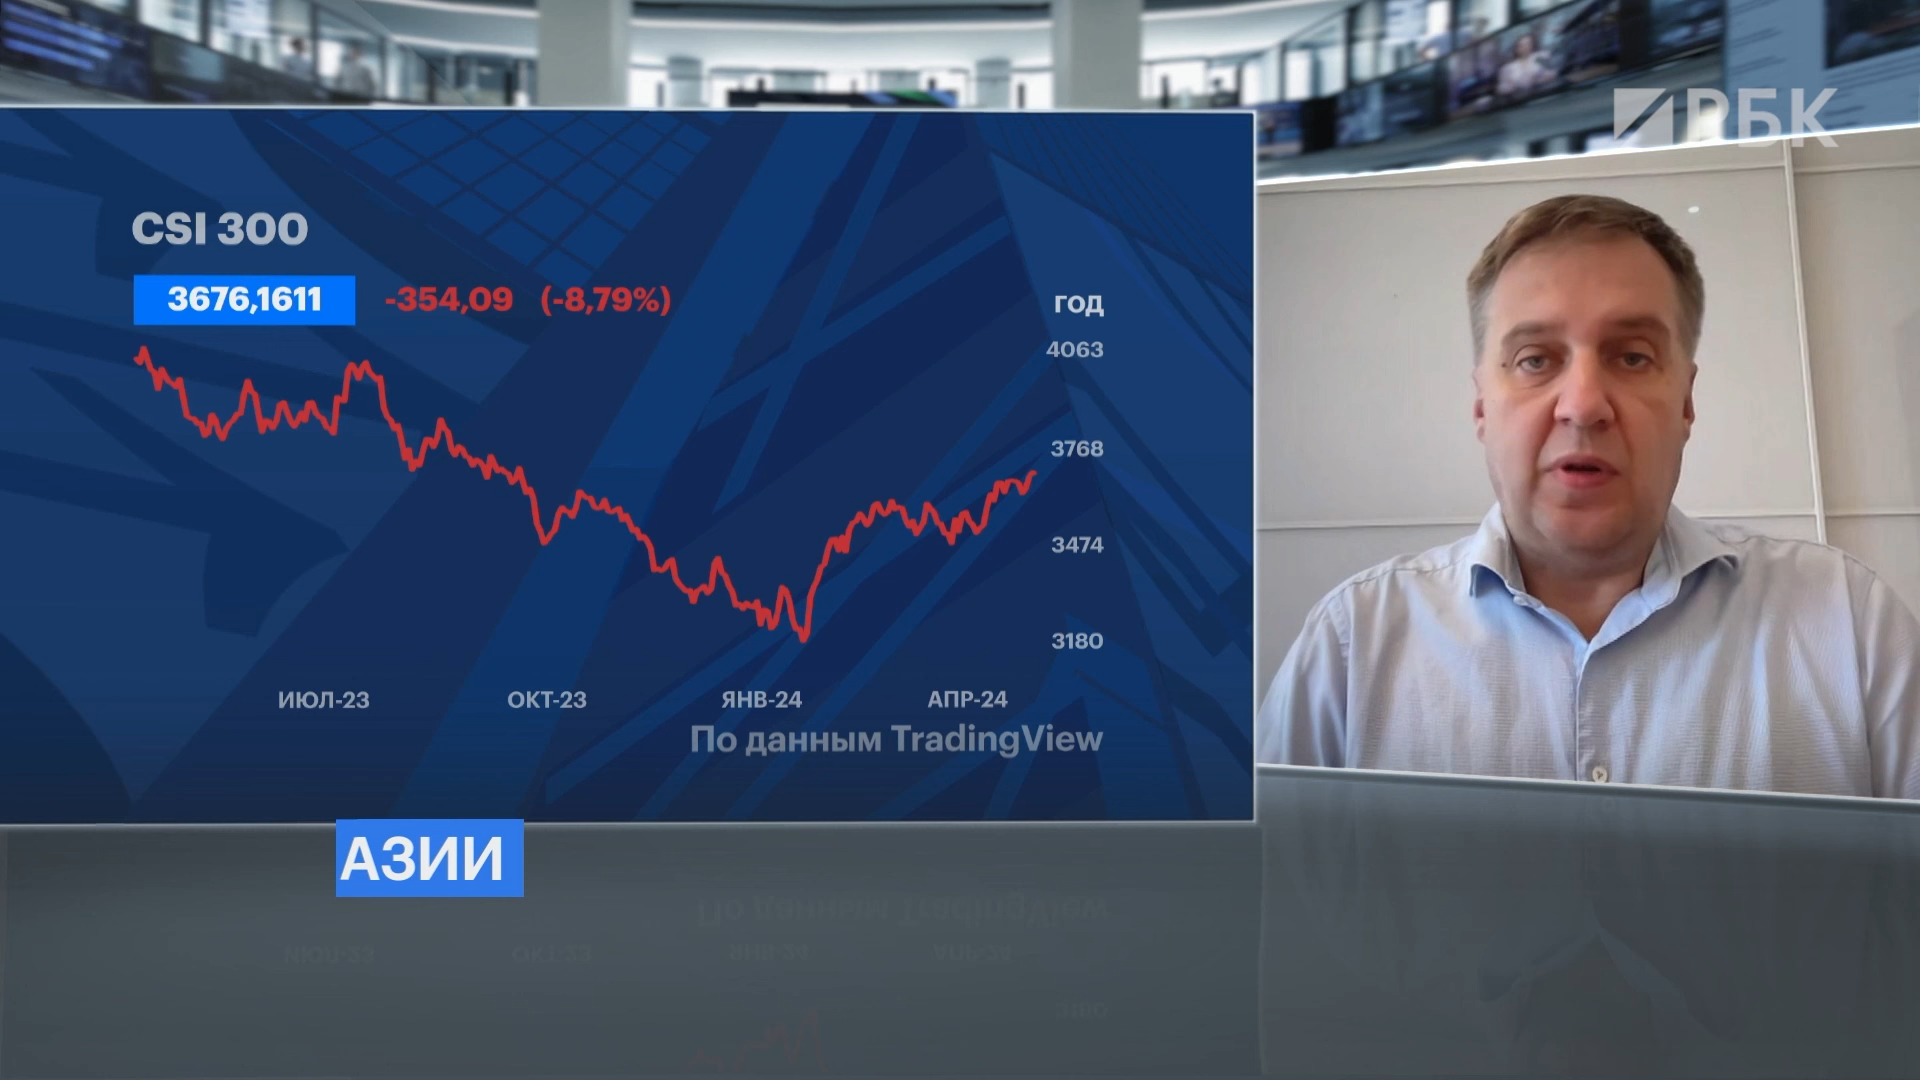 РБК
CSI 300
3676,1611 -354,09 (-8,79%)
ГОД
4063
3768
3474
3180
ИЮЛ-23 ОКТ-23 ЯНВ-24 АПР-24
По данным TradingView
АЗИИ